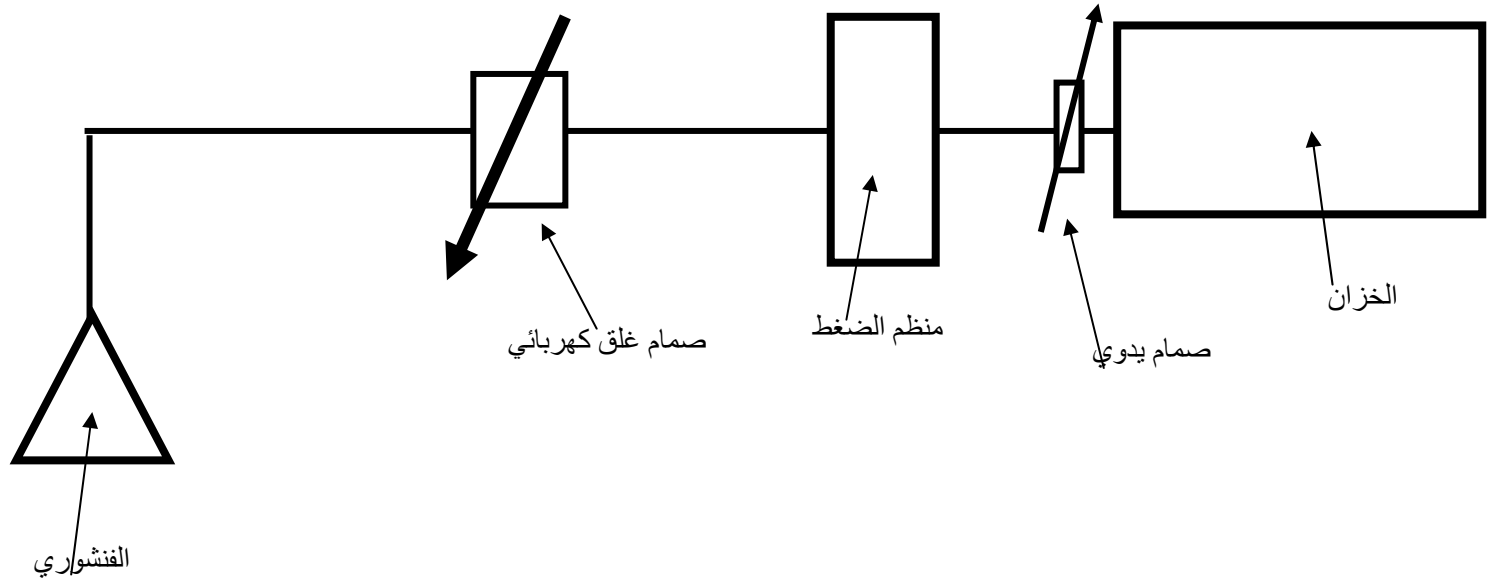 الخزان
منظم الضغط
صمام غلق كهربائي
صمام يدوي
الفنشوري